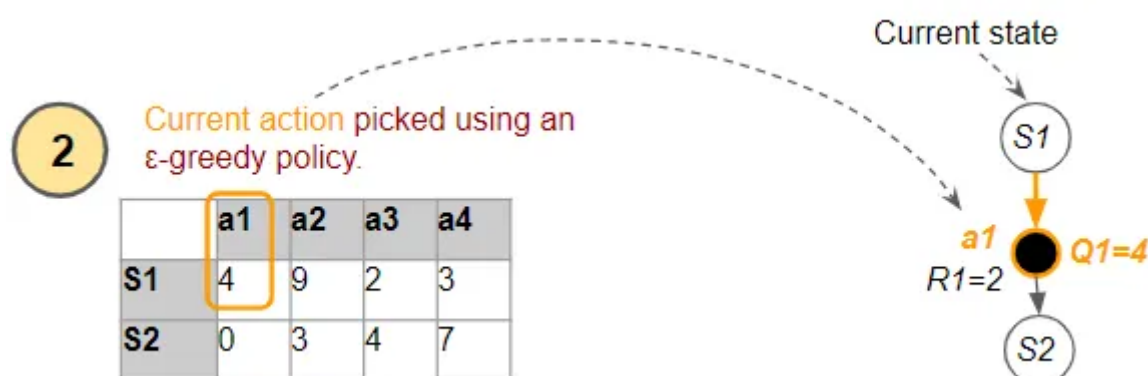 Current state
2
Current action picked using an
ε-greedy policy.
a1 a2 a3 a4
S1 4 9 2 3
S2 0 3 4 7
S1
a1 Q1=4
R1=2
S2